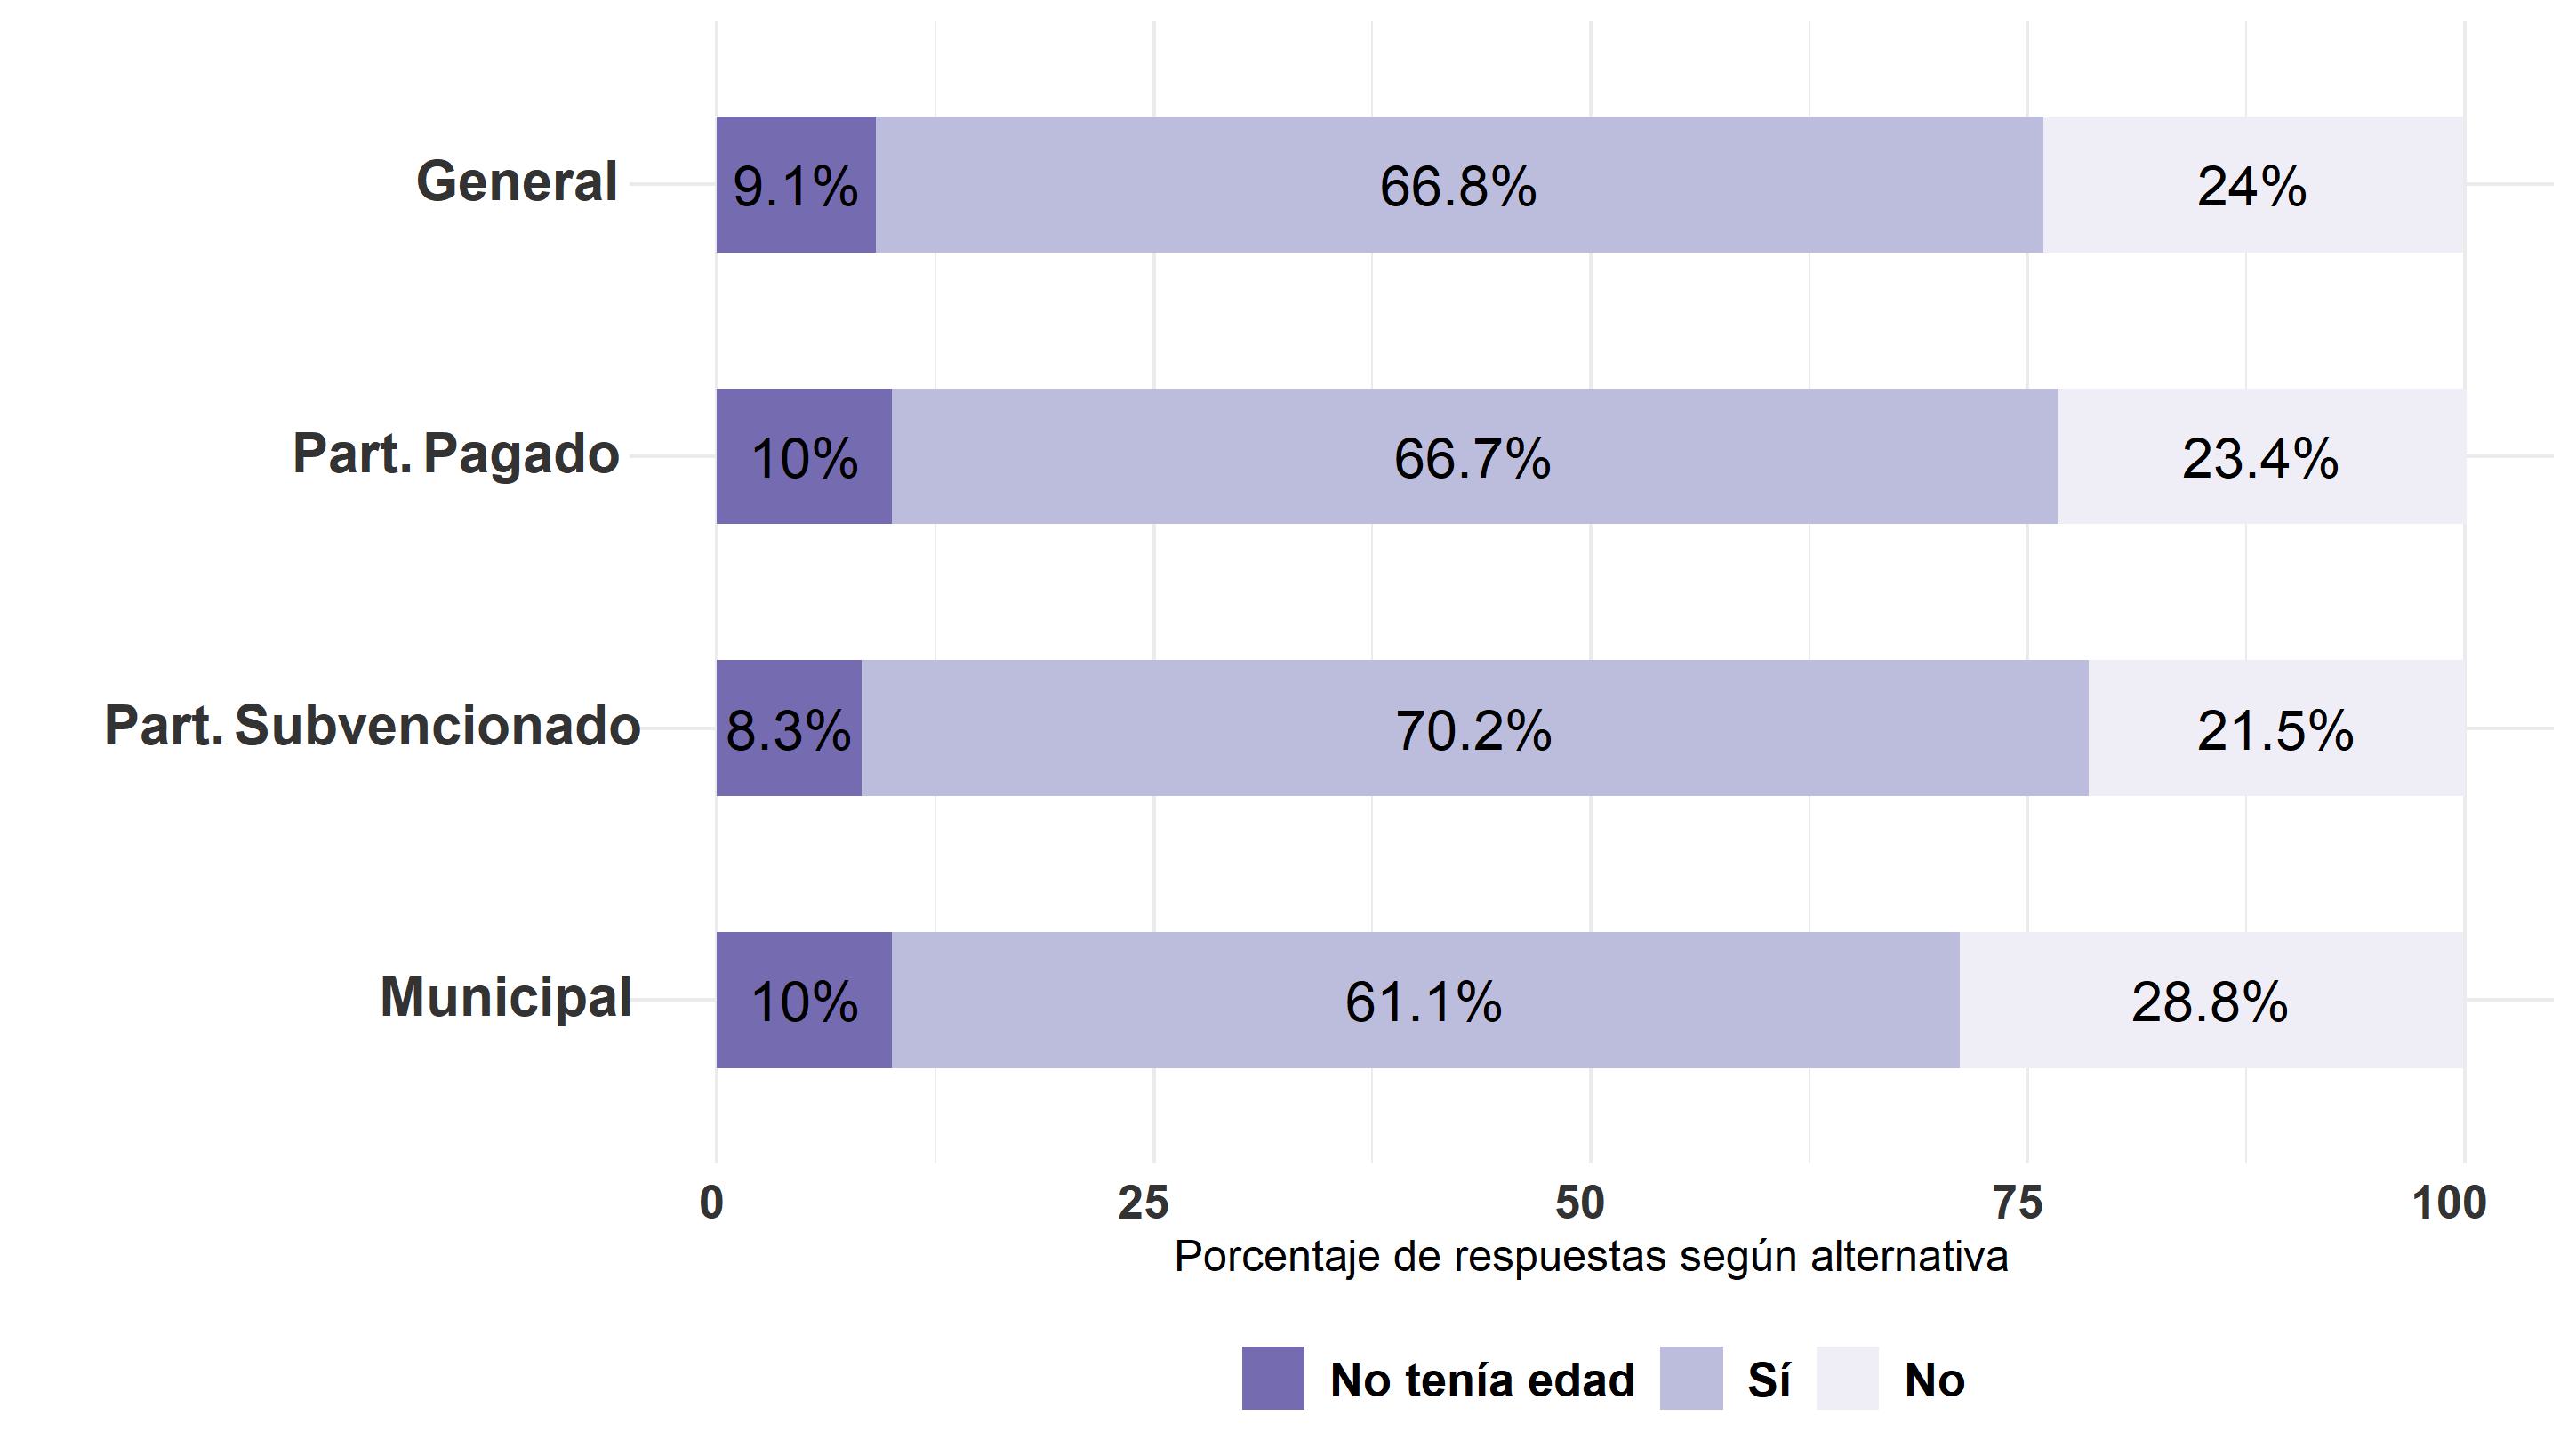 General 9.1% 66.8% 24%
Part. Pagado 10% 66.7% 23.4%
Part. Subvencionado 8.3% 70.2% 21.5%
Municipal 10% 61.1% 28.8%
0 25 50 75 100
Porcentaje de respuestas según alternativa
No tenía edad Sí No